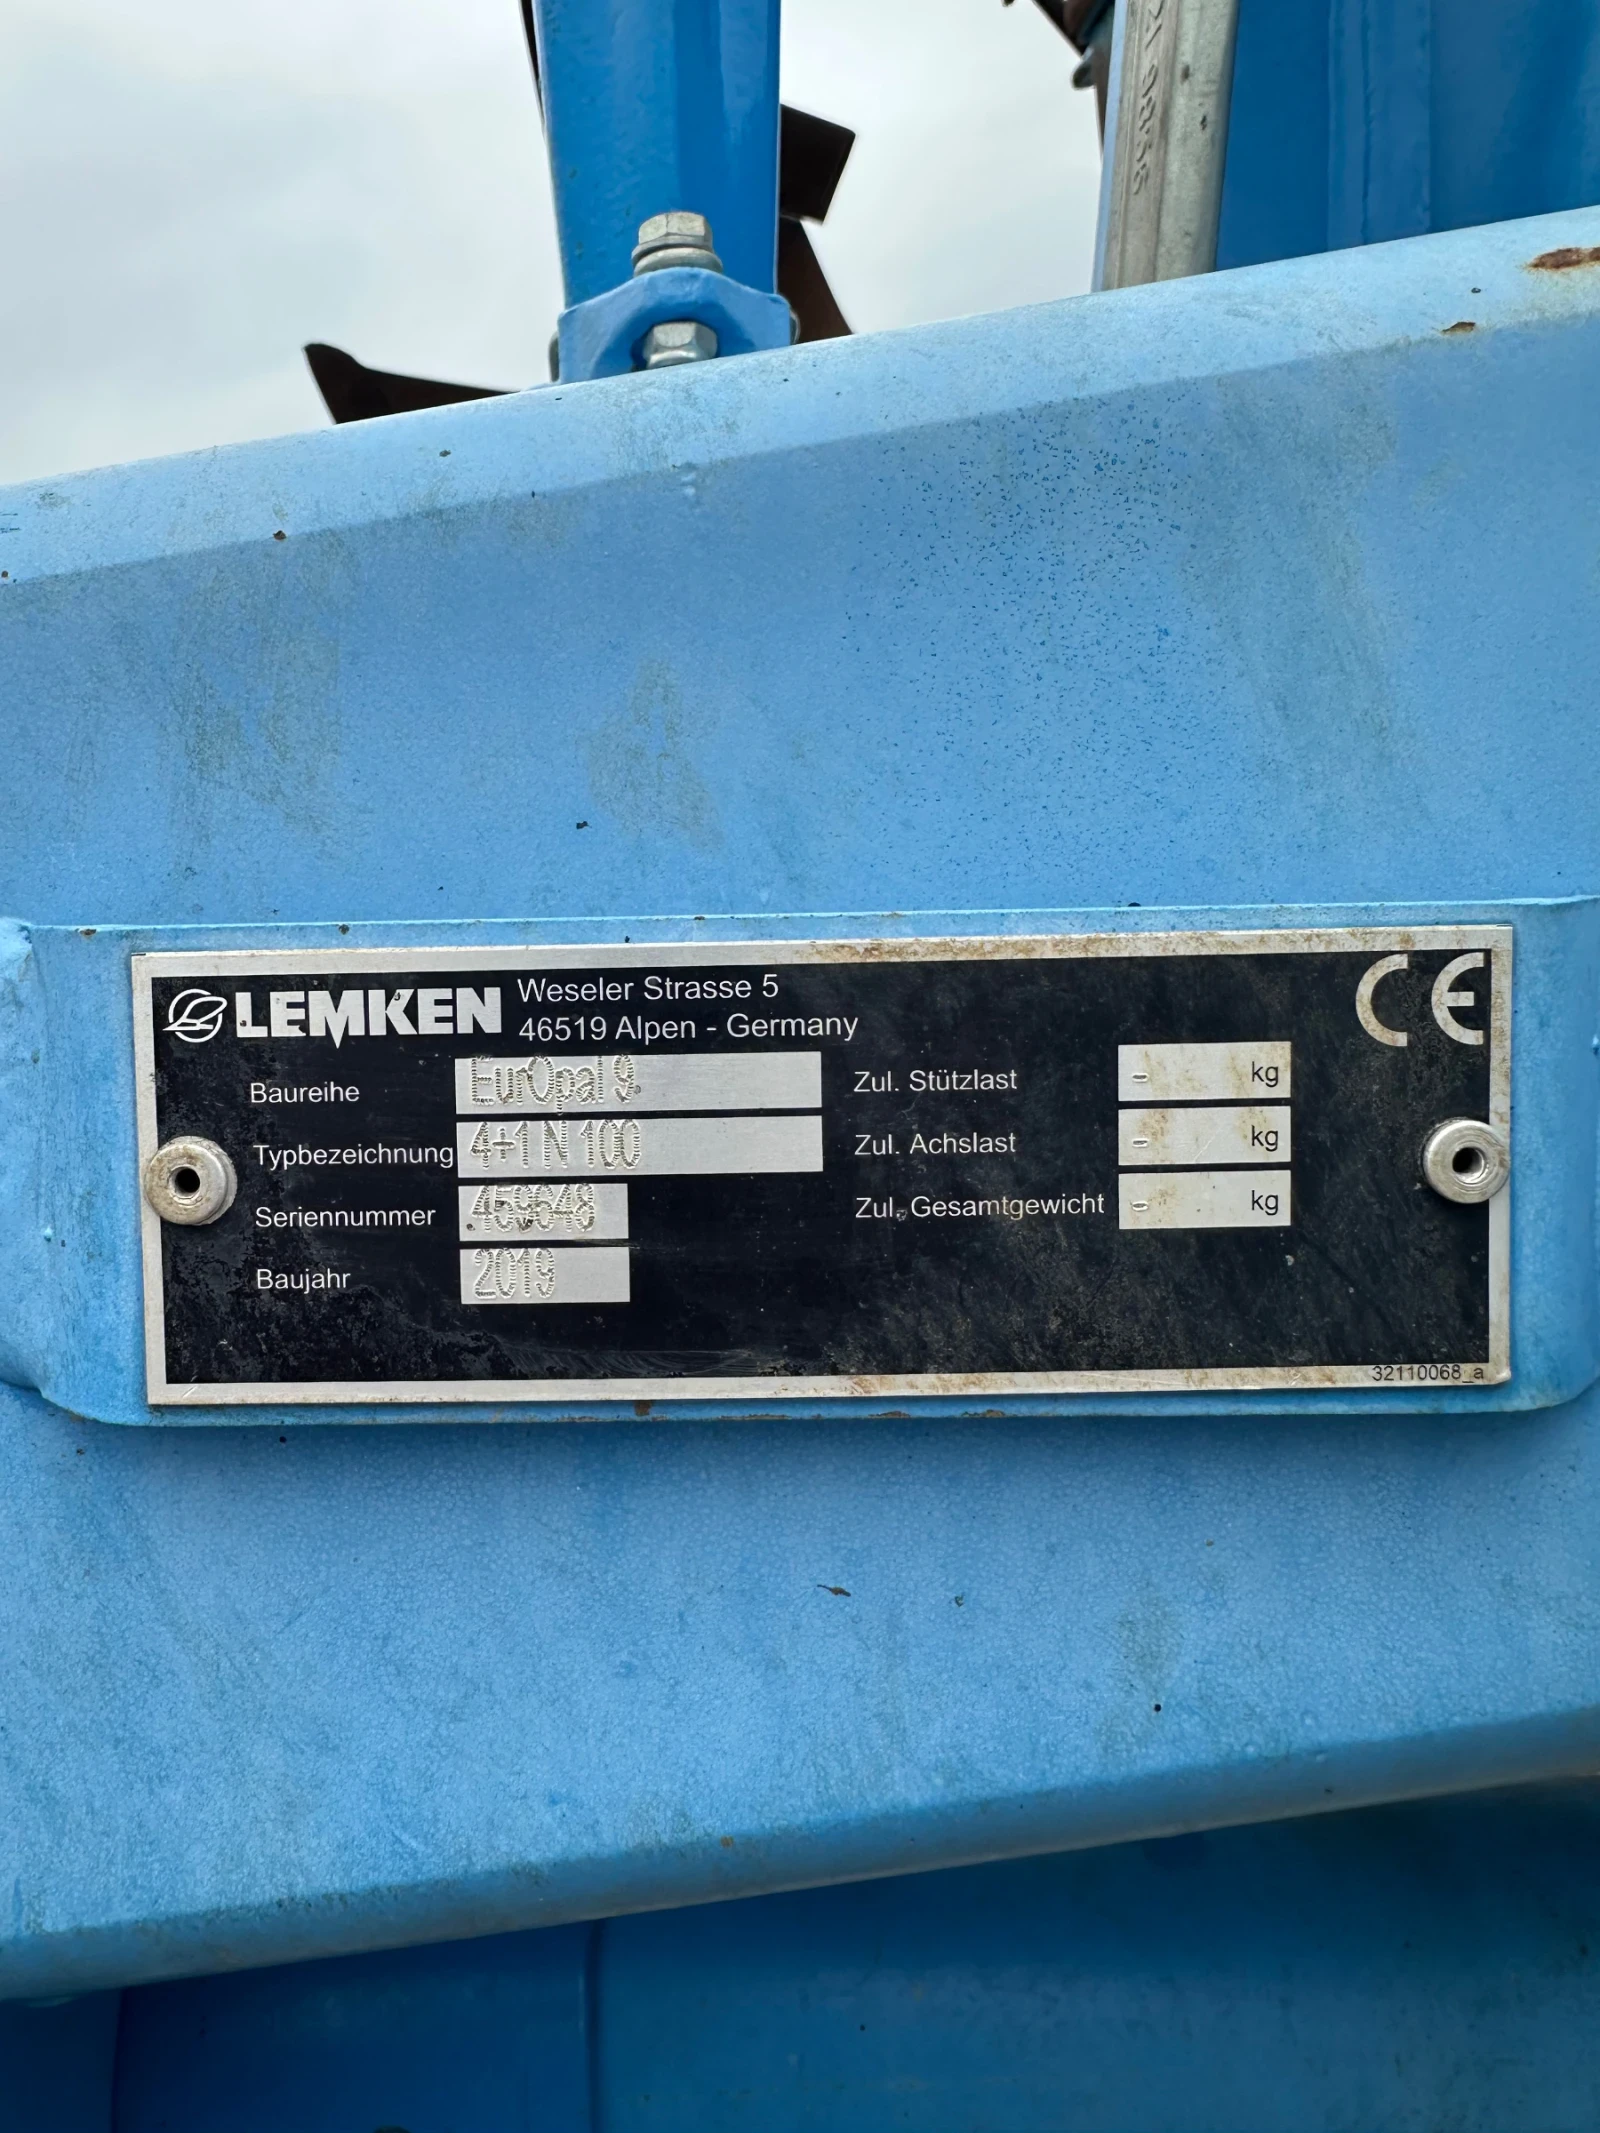 LEMKEN Weseler Strasse 5
46519 Alpen - Germany
CE
Baureihe EurOpal 9
Typbezeichnung 4+1 N 100
Seriennummer 459648
Baujahr 2019
Zul. Stützlast - kg
Zul. Achslast - kg
Zul. Gesamtgewicht - kg
32110068_a